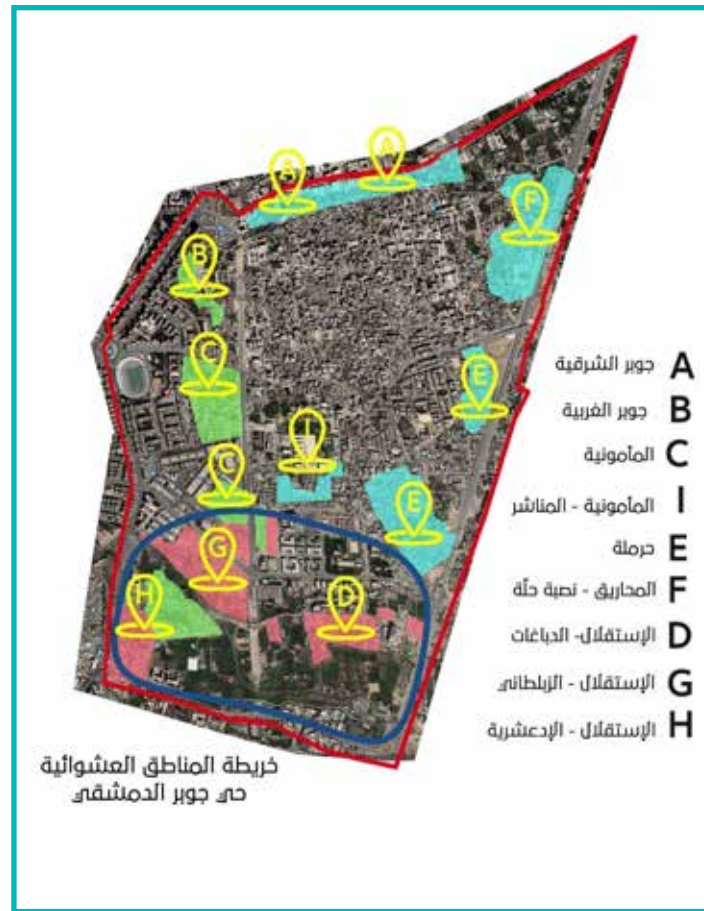 A
A
F
B
C
E
I
C
E
G
H
D
جوبر الشرقية A
جوبر الغربية B
المأمونية C
المأمونية - المناشر I
حرملة E
المحاريق - نصبة حلّة F
الإستقلال- الدباغات D
الإستقلال - الزبلطاني G
الإستقلال - الإدعشرية H
خريطة المناطق العشوائية
حي جوبر الدمشقي